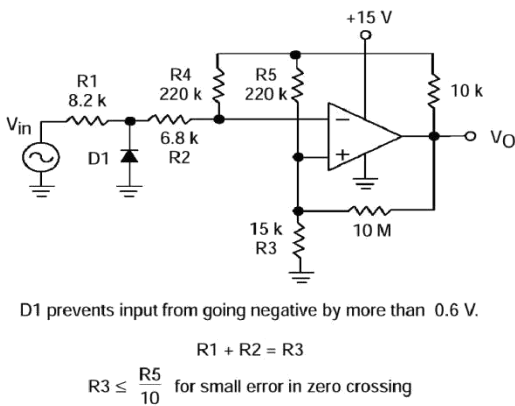 +15 V
R1
8.2 k
R4
220 k
R5
220 k
10 k
Vin
6.8 k
R2
D1
VO
15 k
R3
10 M
D1 prevents input from going negative by more than 0.6 V.
R1 + R2 = R3
R3 ≤ R5/10 for small error in zero crossing